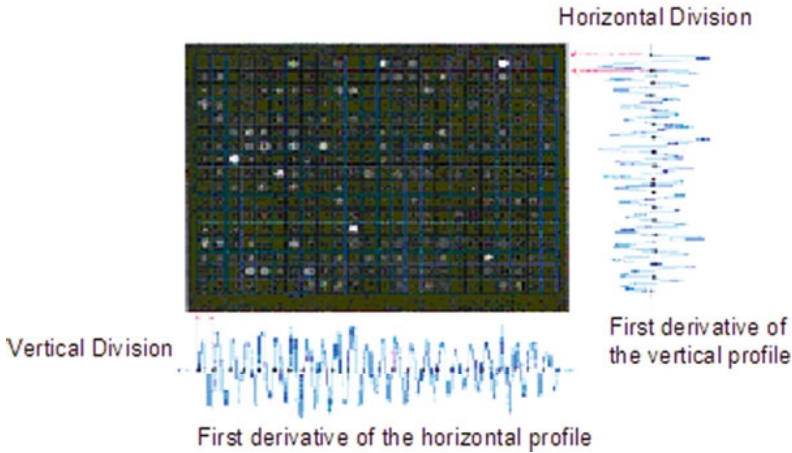 Horizontal Division
First derivative of
the vertical profile
Vertical Division
First derivative of the horizontal profile